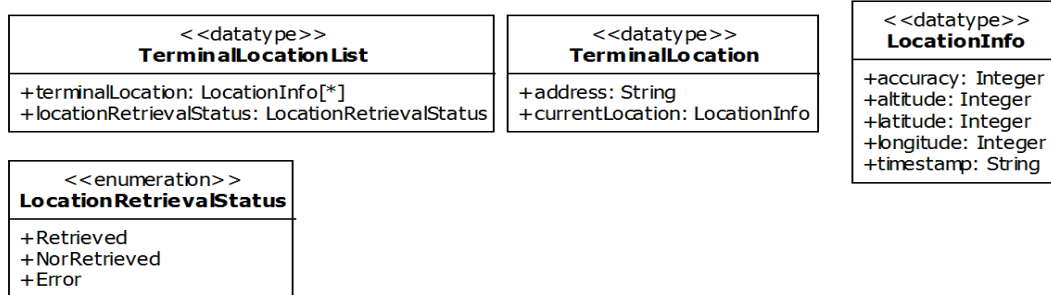 <<datatype>>
TerminalLocationList
+terminalLocation: LocationInfo[*]
+locationRetrievalStatus: LocationRetrievalStatus
<<datatype>>
TerminalLocation
+address: String
+currentLocation: LocationInfo
<<datatype>>
LocationInfo
+accuracy: Integer
+altitude: Integer
+latitude: Integer
+longitude: Integer
+timestamp: String
<<enumeration>>
LocationRetrievalStatus
+Retrieved
+NorRetrieved
+Error